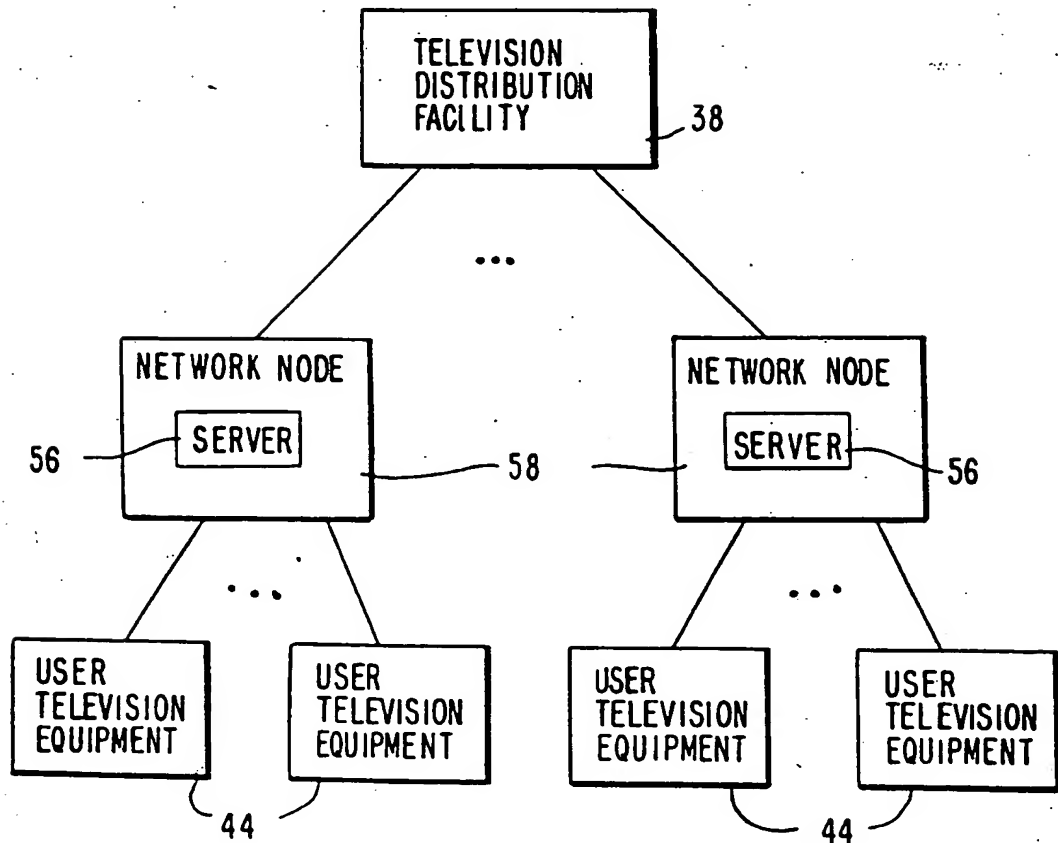 TELEVISION
DISTRIBUTION
FACILITY
38
...
NETWORK NODE
SERVER
56
58
NETWORK NODE
SERVER
56
...
...
USER
TELEVISION
EQUIPMENT
USER
TELEVISION
EQUIPMENT
44
USER
TELEVISION
EQUIPMENT
USER
TELEVISION
EQUIPMENT
44